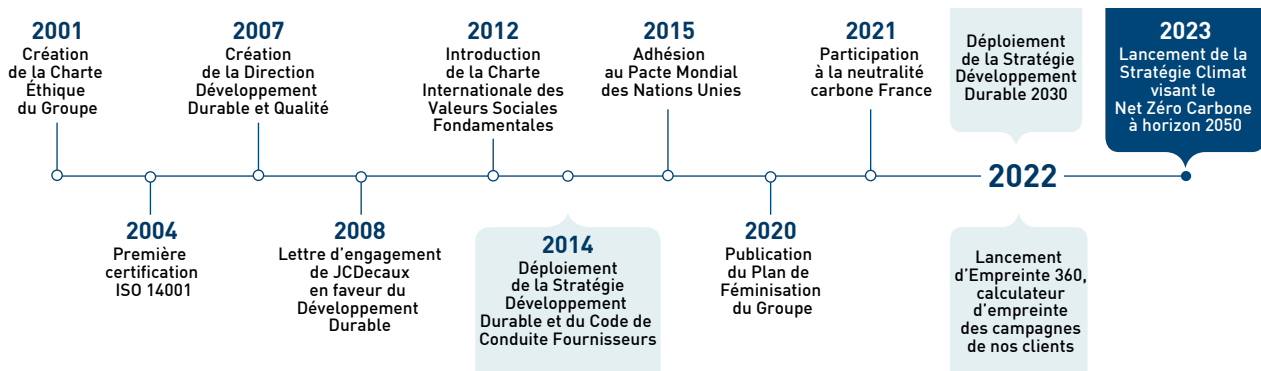 2001
Création
de la Charte
Éthique
du Groupe
2004
Première
certification
ISO 14001
2007
Création
de la Direction
Développement
Durable et Qualité
2008
Lettre d'engagement
de JCDecaux
en faveur du
Développement
Durable
2012
Introduction
de la Charte
Internationale des
Valeurs Sociales
Fondamentales
2014
Déploiement
de la Stratégie
Développement
Durable et du Code de
Conduite Fournisseurs
2015
Adhésion
au Pacte Mondial
des Nations Unies
2020
Publication
du Plan de
Féminisation
du Groupe
2021
Participation
à la neutralité
carbone France
Déploiement
de la Stratégie
Développement
Durable 2030
2022
Lancement
d'Empreinte 360,
calculateur
d'empreinte
des campagnes
de nos clients
2023
Lancement de la
Stratégie Climat
visant le
Net Zéro Carbone
à horizon 2050